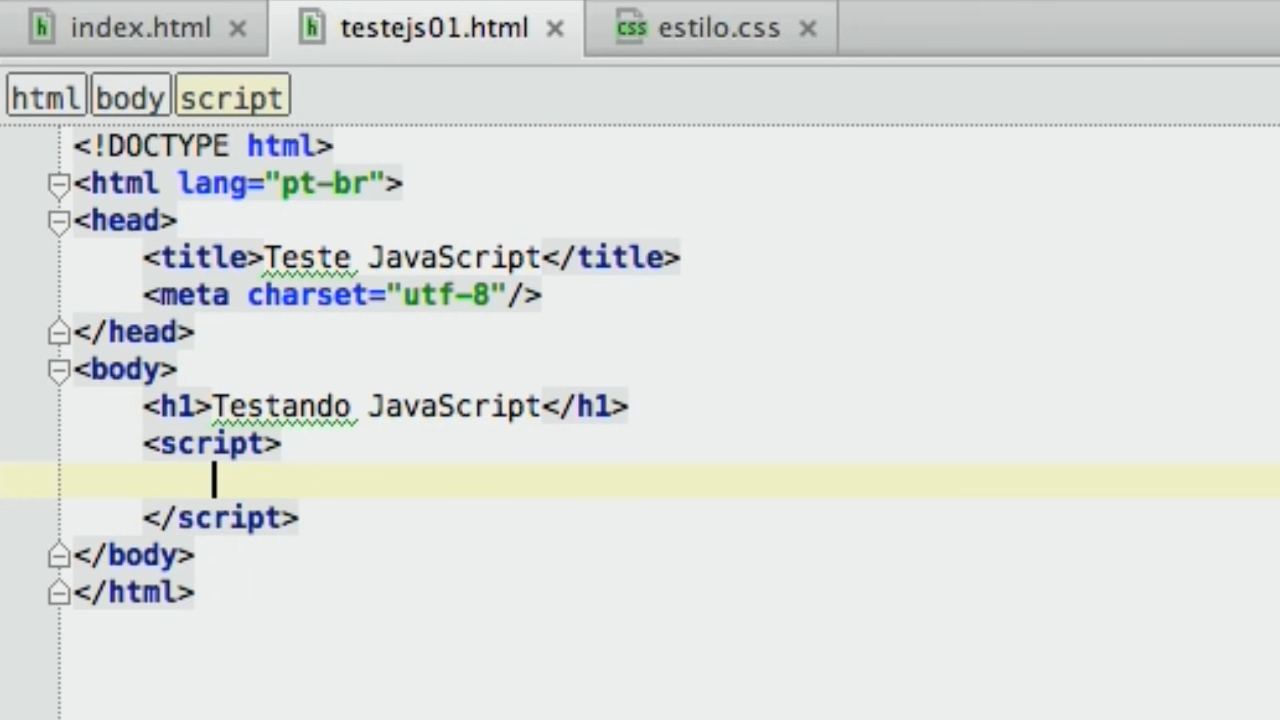 index.html testejs01.html css estilo.css
html body script
<!DOCTYPE html>
<html lang="pt-br">
<head>
<title>Teste JavaScript</title>
<meta charset="utf-8"/>
</head>
<body>
<h1>Testando JavaScript</h1>
<script>
</script>
</body>
</html>